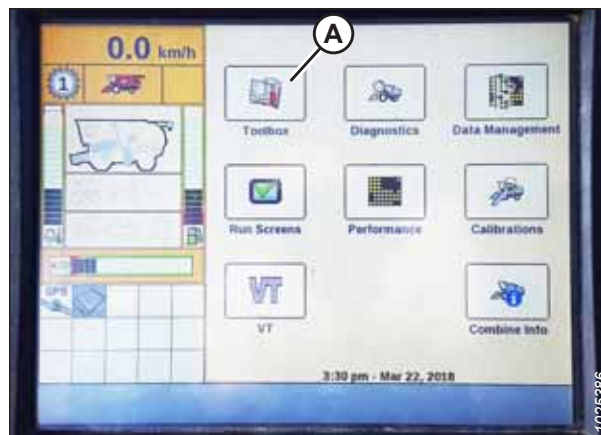 A
0.0 km/h
1
Toolbox
Diagnostics
Data Management
Run Screens
Performance
Calibrations
GPS
VT
VT
Combine Info
3:30 pm - Mar 22, 2018
1025286